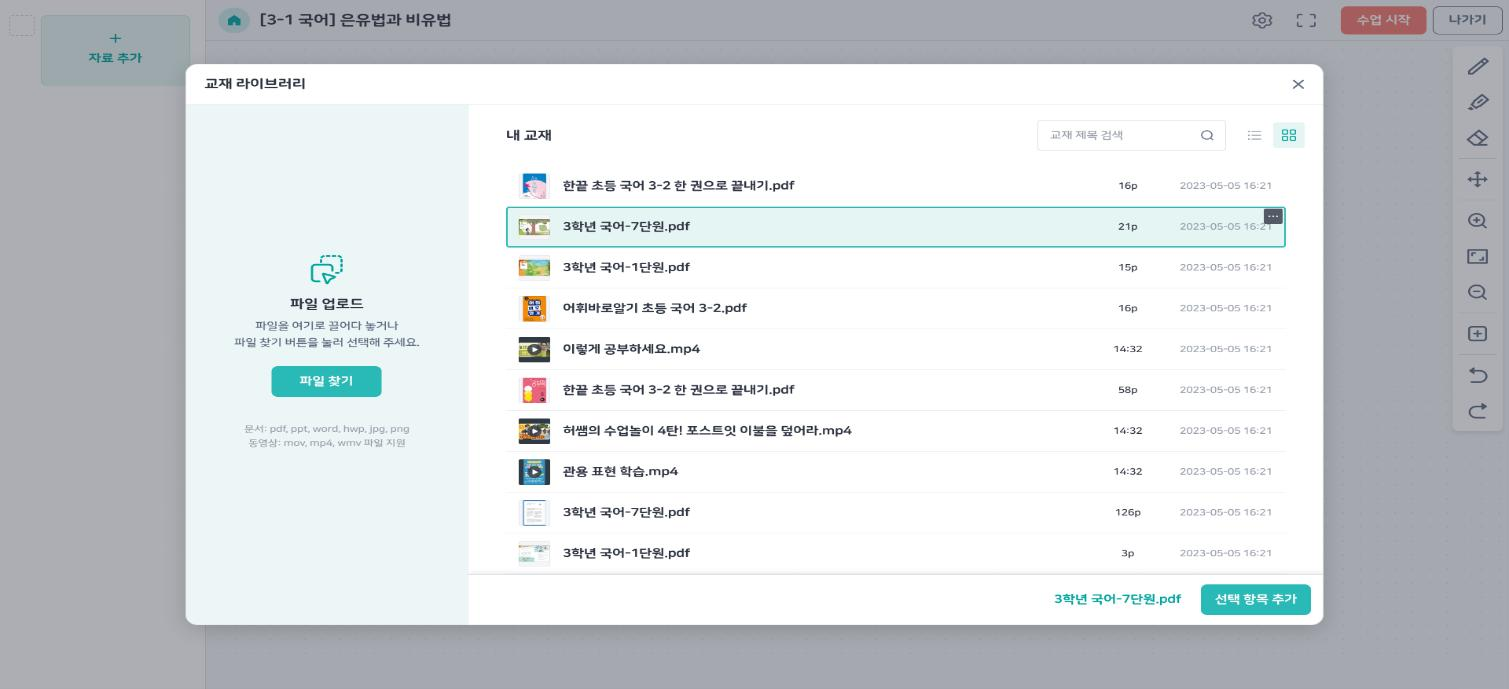 자료 추가
[3-1 국어] 은유법과 비유법
수업 시작
나가기
교재 라이브러리
파일 업로드
파일을 여기로 끌어다 놓거나
파일 찾기 버튼을 눌러 선택해 주세요.
파일 찾기
문서: pdf, ppt, word, hwp, jpg, png
동영상: mov, mp4, wmv 파일 지원
내 교재
교재 제목 검색
한끝 초등 국어 3-2 한 권으로 끝내기.pdf 16p 2023-05-05 16:21
3학년 국어-7단원.pdf 21p 2023-05-05 16:21
3학년 국어-1단원.pdf 15p 2023-05-05 16:21
어휘바로알기 초등 국어 3-2.pdf 16p 2023-05-05 16:21
이렇게 공부하세요.mp4 14:32 2023-05-05 16:21
한끝 초등 국어 3-2 한 권으로 끝내기.pdf 58p 2023-05-05 16:21
허쌤의 수업놀이 4탄! 포스트잇 이불을 덮어라.mp4 14:32 2023-05-05 16:21
관용 표현 학습.mp4 14:32 2023-05-05 16:21
3학년 국어-7단원.pdf 126p 2023-05-05 16:21
3학년 국어-1단원.pdf 3p 2023-05-05 16:21
3학년 국어-7단원.pdf
선택 항목 추가